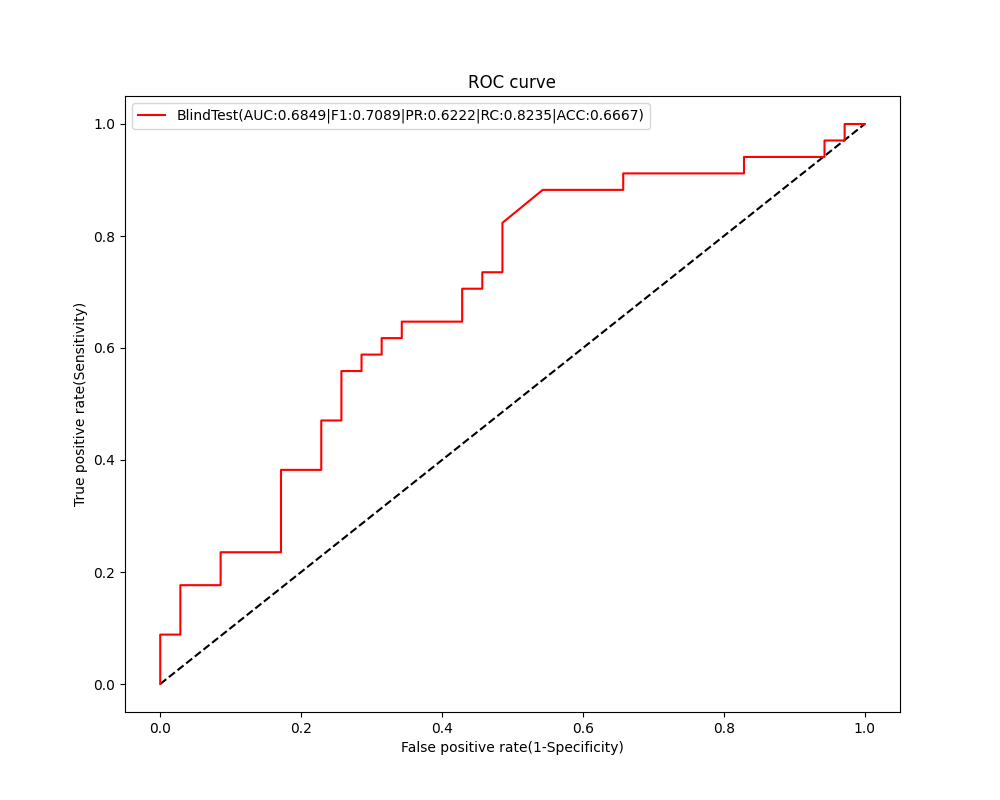 ROC curve
BlindTest(AUC:0.6849|F1:0.7089|PR:0.6222|RC:0.8235|ACC:0.6667)
1.0
0.8
0.6
0.4
0.2
0.0
True positive rate(Sensitivity)
0.0 0.2 0.4 0.6 0.8 1.0
False positive rate(1-Specificity)